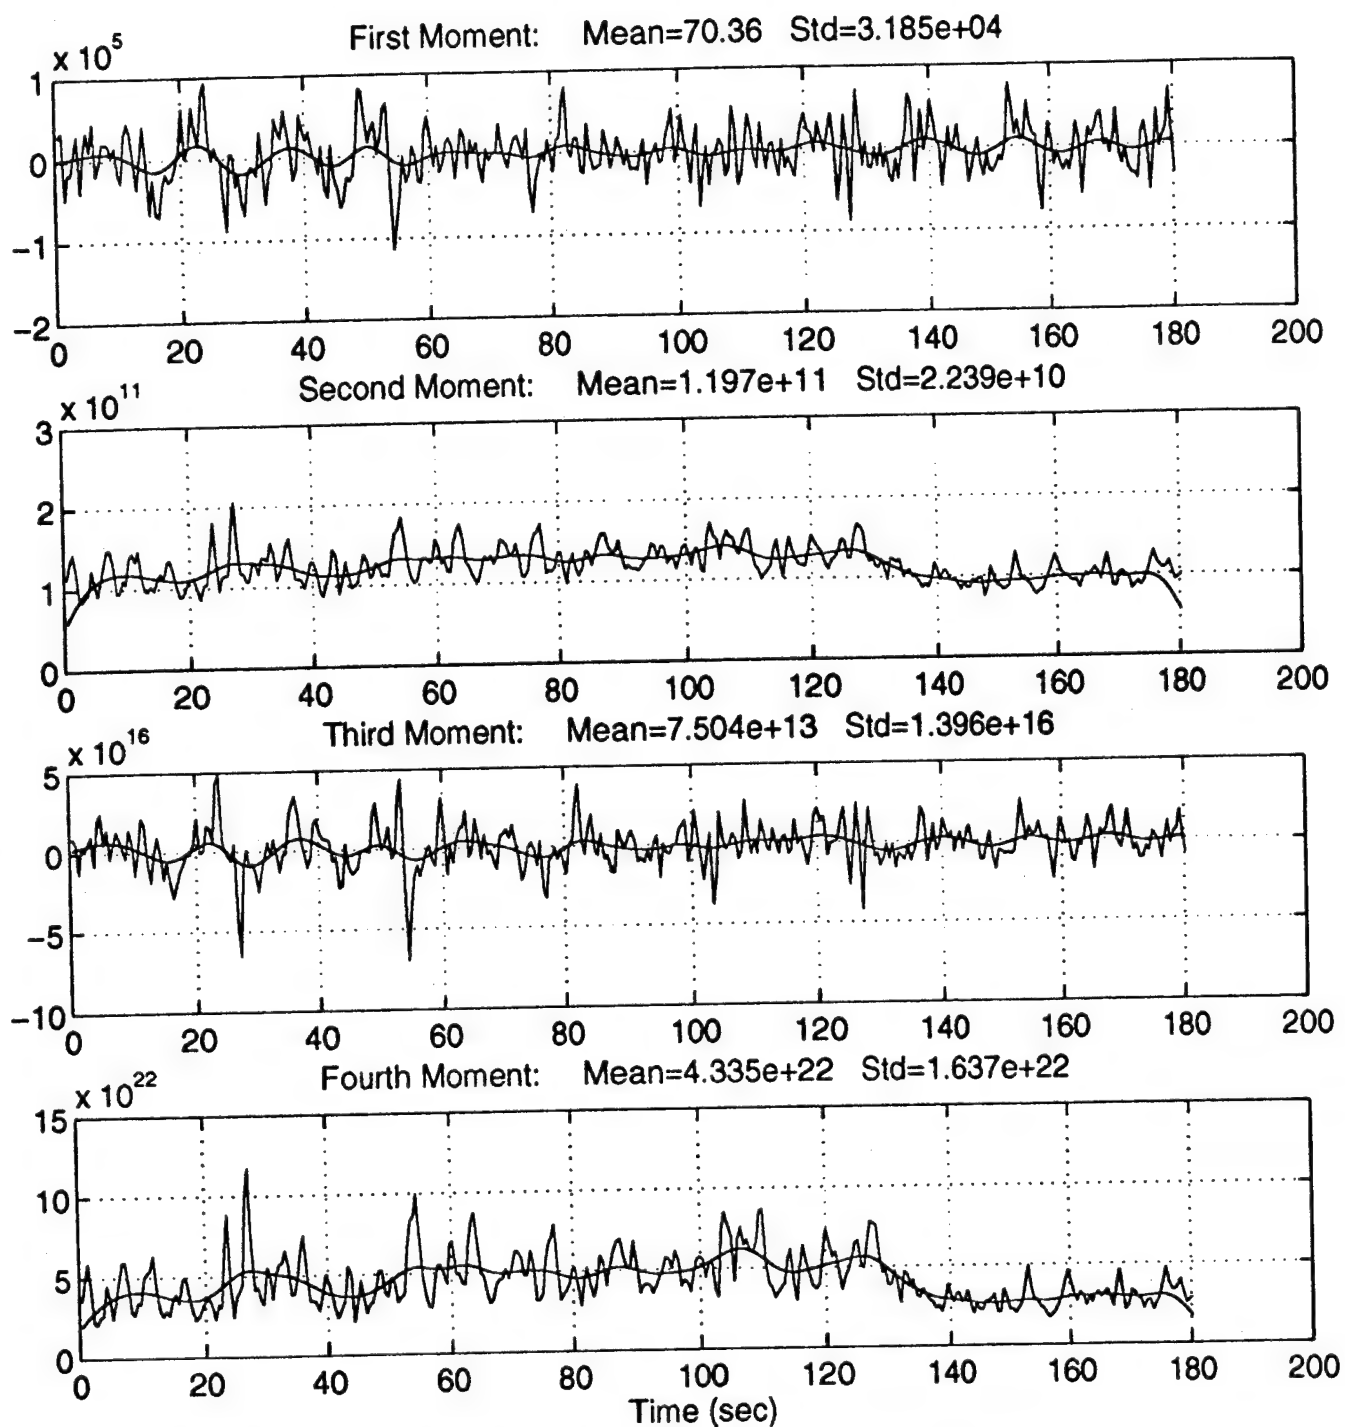 First Moment: Mean=70.36 Std=3.185e+04
x 10^5
1
0
−1
−2
0 20 40 60 80 100 120 140 160 180 200
Second Moment: Mean=1.197e+11 Std=2.239e+10
x 10^11
3
2
1
0
0 20 40 60 80 100 120 140 160 180 200
Third Moment: Mean=7.504e+13 Std=1.396e+16
x 10^16
5
0
−5
−10
0 20 40 60 80 100 120 140 160 180 200
Fourth Moment: Mean=4.335e+22 Std=1.637e+22
x 10^22
15
10
5
0
0 20 40 60 80 100 120 140 160 180 200
Time (sec)